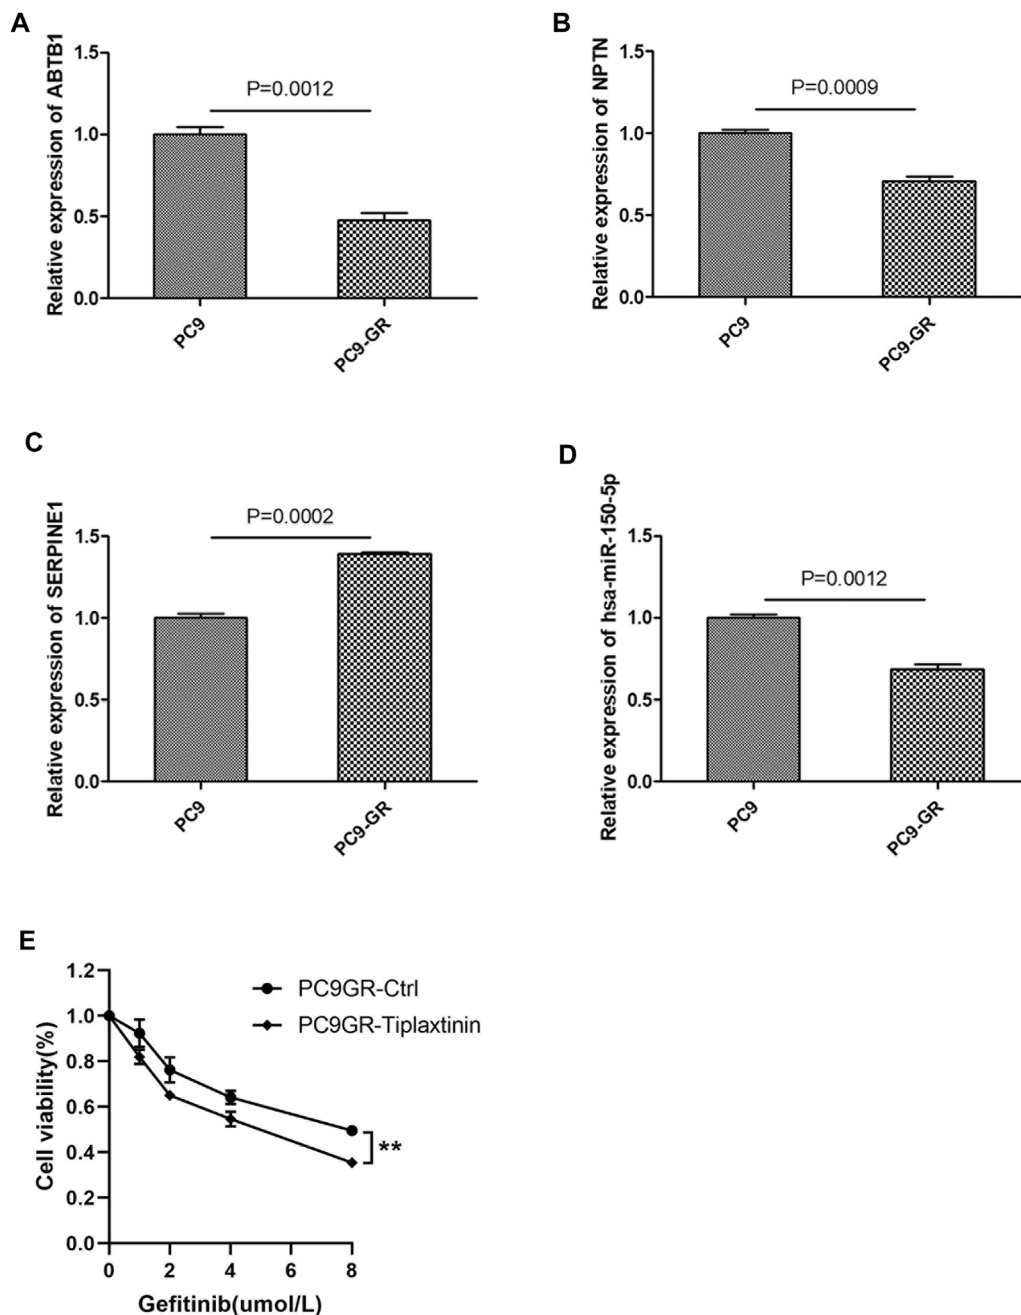 A
Relative expression of ABTB1
1.5
1.0
0.5
0.0
P=0.0012
PC9
PC9-GR
B
Relative expression of NPTN
1.5
1.0
0.5
0.0
P=0.0009
PC9
PC9-GR
C
Relative expression of SERPINE1
1.5
1.0
0.5
0.0
P=0.0002
PC9
PC9-GR
D
Relative expression of hsa-miR-150-5p
1.5
1.0
0.5
0.0
P=0.0012
PC9
PC9-GR
E
Cell viability(%)
1.2
1.0
0.8
0.6
0.4
0.2
0.0
PC9GR-Ctrl
PC9GR-Tiplaxtinin
**
0 2 4 6 8
Gefitinib(umol/L)